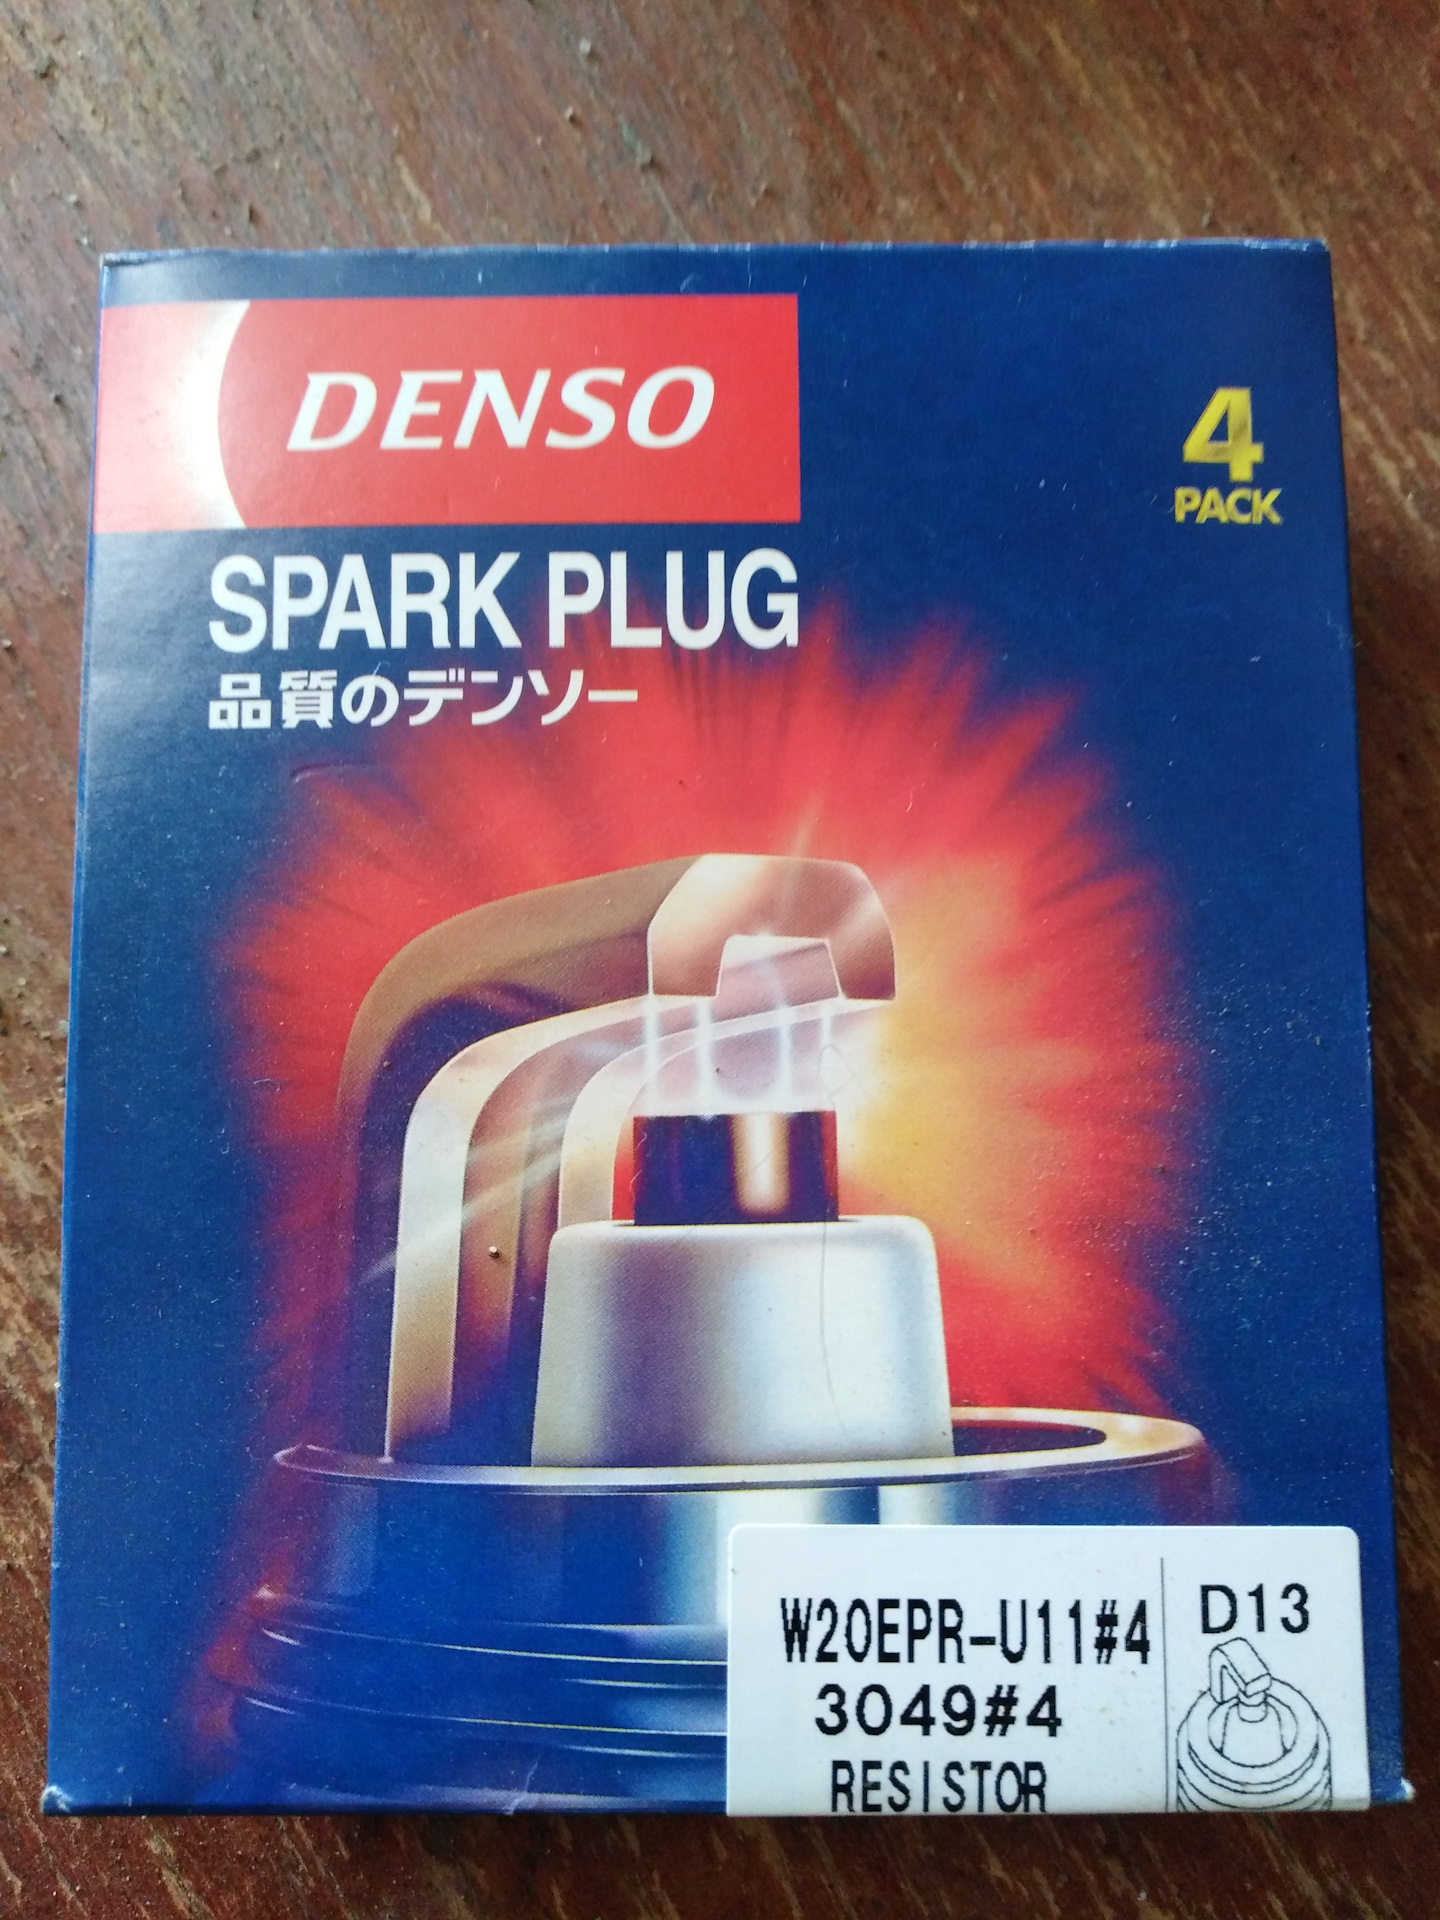 DENSO
4
PACK
SPARK PLUG
品質のデンソー
W20EPR-U11#4
3049#4
RESISTOR
D13